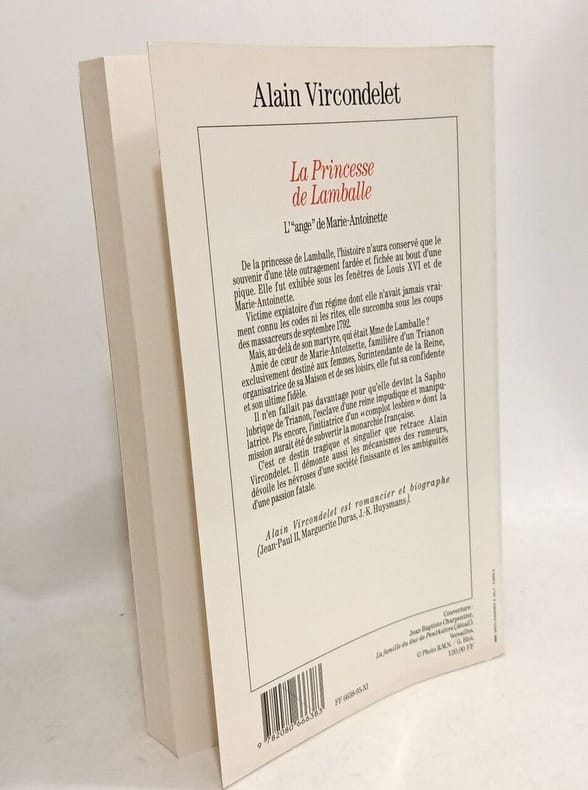 Alain Vircondelet
La Princesse
de Lamballe
L'"ange" de Marie-Antoinette
De la princesse de Lamballe, l'histoire n'aura conservé que le
souvenir d'une tête outrageusement fardée et fichée au bout d'une
pique. Elle fut exhibée sous les fenêtres de Louis XVI et de
Marie-Antoinette.
Victime expiatoire d'un régime dont elle n'avait jamais vrai-
ment connu les codes ni les rites, elle succomba sous les coups
des massacreurs de septembre 1792.
Mais, au-delà de son martyre, qui était Mme de Lamballe ?
Amie de cœur de Marie-Antoinette, familière d'un Trianon
exclusivement destiné aux femmes, Surintendante de la Reine,
organisatrice de sa Maison et de ses loisirs, elle fut sa confidente
et son ultime fidèle.
Il n'en fallait pas davantage pour qu'elle devînt la Sapho
lubrique de Trianon, l'esclave d'une reine impudique et manipu-
latrice. Pis encore, l'initiatrice d'un «complot lesbien» dont la
mission aurait été de subvertir la monarchie française.
C'est ce destin tragique et singulier que retrace Alain
Vircondelet. Il démonte aussi les mécanismes des rumeurs,
dévoile les névroses d'une société finissante et les ambiguïtés
d'une passion fatale.
Alain Vircondelet est romancier et biographe
(Jean-Paul II, Marguerite Duras, J.-K. Huysmans).
Couverture :
Jean Baptiste Charpentier,
La famille du duc de Penthièvre (détail).
Versailles.
© Photo R.M.N. / G. Blot.
120,00 FF
FF 6638-95-XI
9 782080 666383